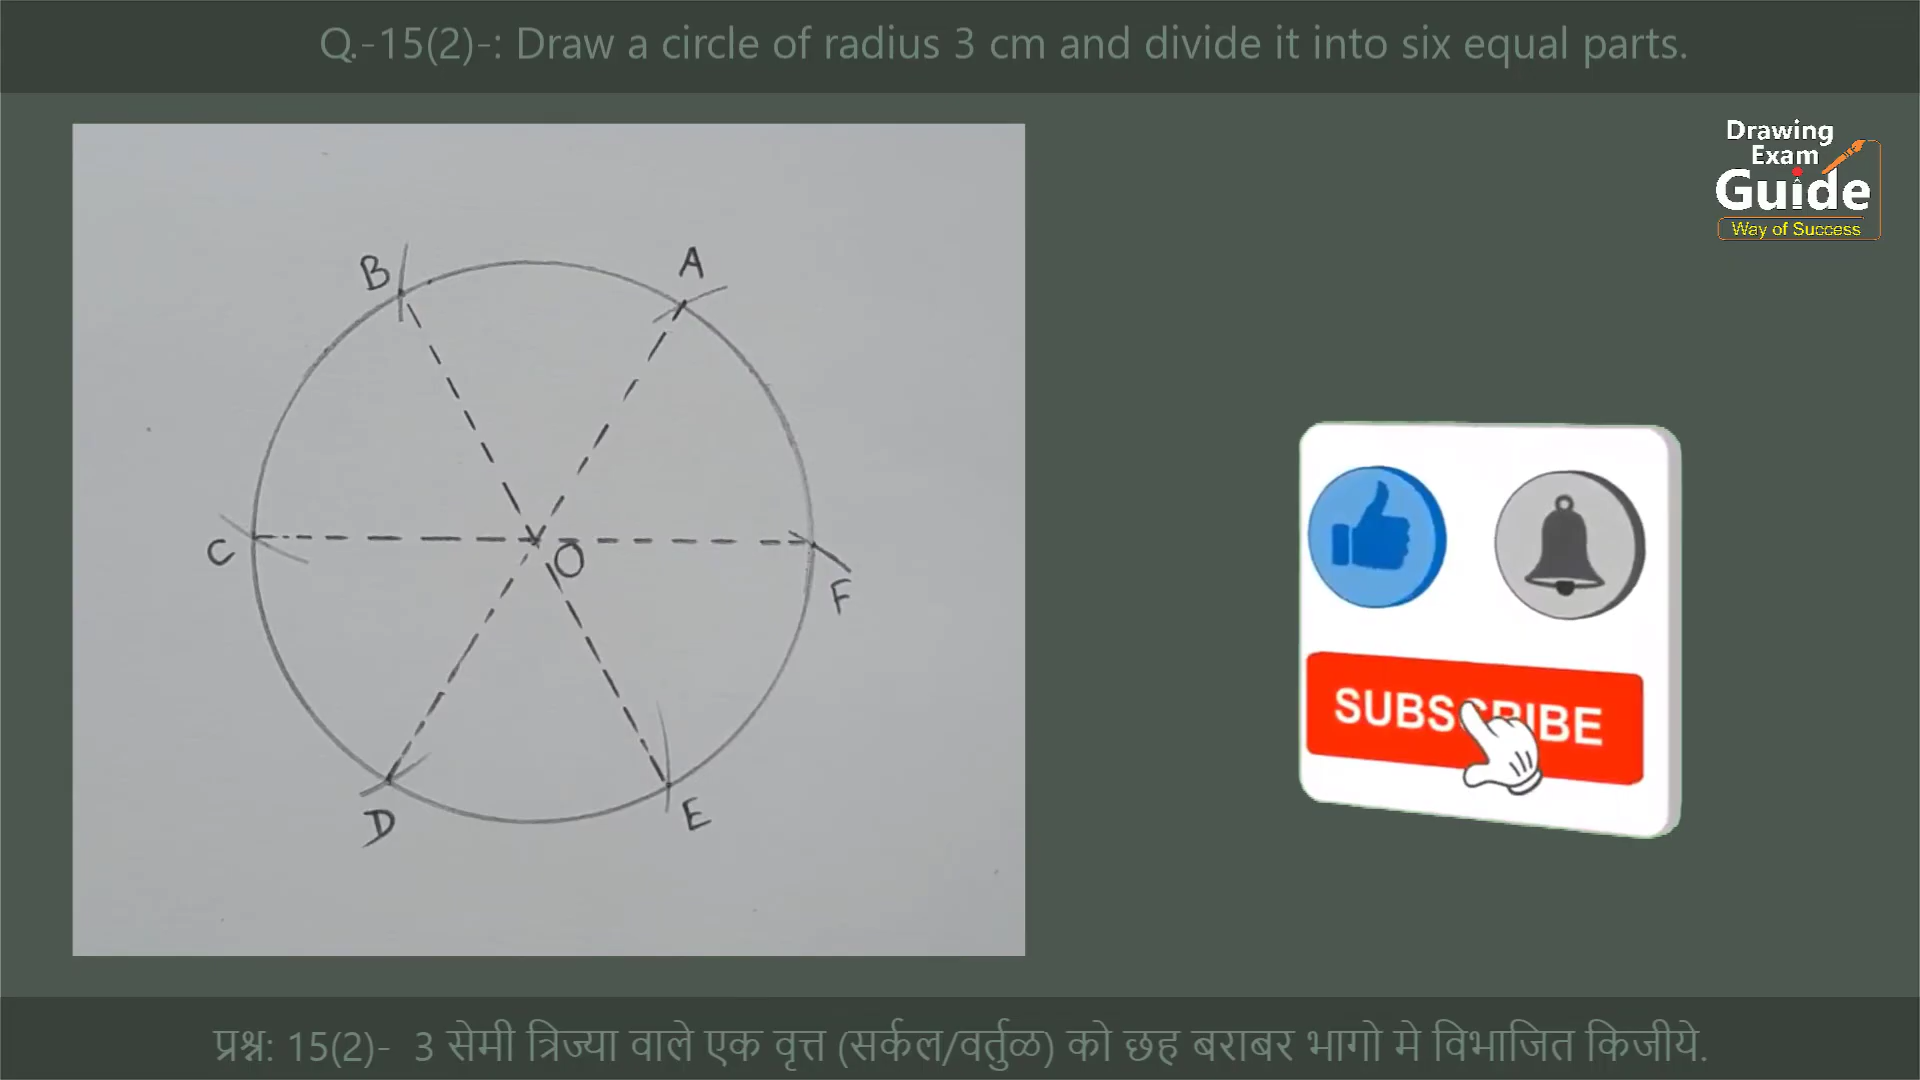 Q.-15(2)-: Draw a circle of radius 3 cm and divide it into six equal parts.
Drawing
Exam
Guide
Way of Success
B
A
C
O
F
D
E
SUBSCRIBE
प्रश्न: 15(2)- 3 सेमी त्रिज्या वाले एक वृत्त (सर्कल/वर्तुळ) को छह बराबर भागो मे विभाजित किजीये.